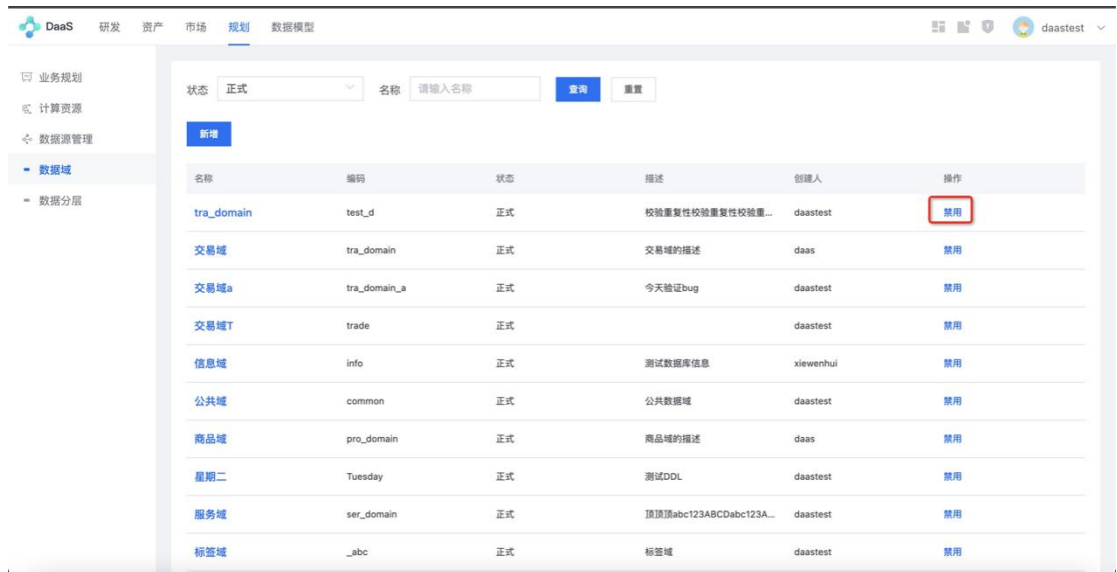 DaaS 研发 资产 市场 规划 数据模型 daastest
业务规划
计算资源
数据源管理
数据域
数据分层
状态 正式 名称 请输入名称 查询 重置
新增
名称 编码 状态 描述 创建人 操作
tra_domain test_d 正式 校验重复性校验重复性校验重... daastest 禁用
交易域 tra_domain 正式 交易域的描述 daas 禁用
交易域a tra_domain_a 正式 今天验证bug daastest 禁用
交易域T trade 正式 daastest 禁用
信息域 info 正式 测试数据库信息 xiewenhui 禁用
公共域 common 正式 公共数据域 daastest 禁用
商品域 pro_domain 正式 商品域的描述 daas 禁用
星期二 Tuesday 正式 测试DDL daastest 禁用
服务域 ser_domain 正式 顶顶顶abc123ABCDabc123A... daastest 禁用
标签域 _abc 正式 标签域 daastest 禁用